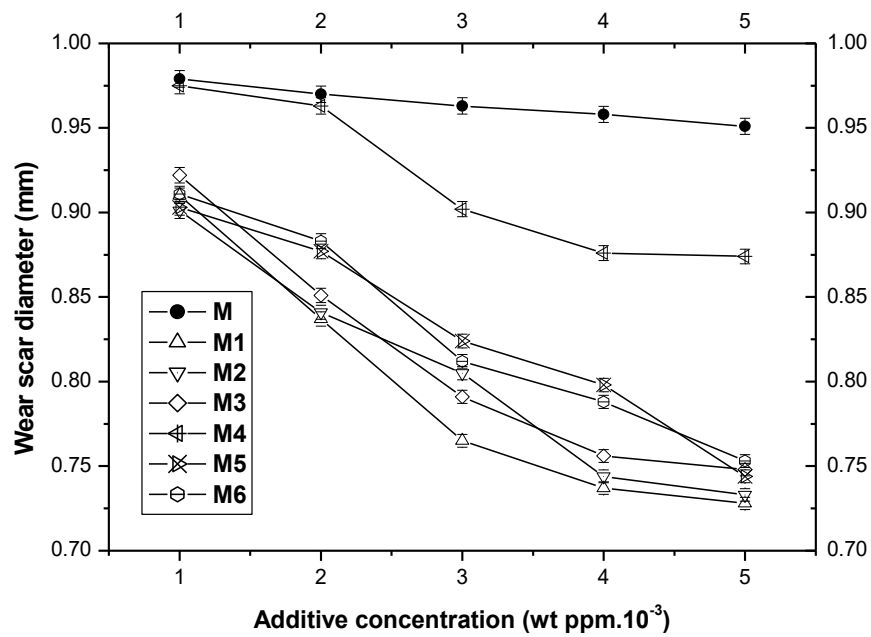 1 2 3 4 5
1.00 1.00
0.95 0.95
0.90 0.90
0.85 0.85
0.80 0.80
0.75 0.75
0.70 0.70
Wear scar diameter (mm)
M
M1
M2
M3
M4
M5
M6
1 2 3 4 5
Additive concentration (wt ppm.10⁻³)